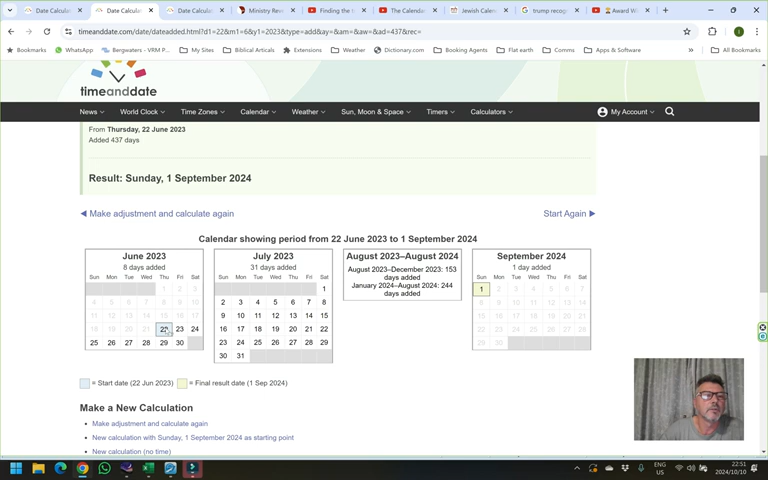 Date Calcul
Date Calcul
Date Calcul
Ministry Rev
Finding the
The Calenda
Jewish Calen
trump recog
Award Wi
timeanddate.com/date/dateadded.html?d1=22&m1=6&y1=2023&type=add&ay=&am=&aw=&ad=437&rec=
Bookmarks WhatsApp Bergwaters - VRM P... My Sites Biblical Articals Extensions Weather Dictionary.com Booking Agents Flat earth Comms Apps & Software » All Bookmarks
timeanddate
News World Clock Time Zones Calendar Weather Sun, Moon & Space Timers Calculators My Account
From Thursday, 22 June 2023
Added 437 days
Result: Sunday, 1 September 2024
Make adjustment and calculate again
Start Again
Calendar showing period from 22 June 2023 to 1 September 2024
June 2023
8 days added
Sun Mon Tue Wed Thu Fri Sat
1 2 3
4 5 6 7 8 9 10
11 12 13 14 15 16 17
18 19 20 21 22 23 24
25 26 27 28 29 30
July 2023
31 days added
Sun Mon Tue Wed Thu Fri Sat
1
2 3 4 5 6 7 8
9 10 11 12 13 14 15
16 17 18 19 20 21 22
23 24 25 26 27 28 29
30 31
August 2023–August 2024
August 2023–December 2023: 153
days added
January 2024–August 2024: 244
days added
September 2024
1 day added
Sun Mon Tue Wed Thu Fri Sat
1 2 3 4 5 6 7
8 9 10 11 12 13 14
15 16 17 18 19 20 21
22 23 24 25 26 27 28
29 30
= Start date (22 Jun 2023) = Final result date (1 Sep 2024)
Make a New Calculation
Make adjustment and calculate again
New calculation with Sunday, 1 September 2024 as starting point
New calculation (no time)
ENG
US
22:51
2024/10/10